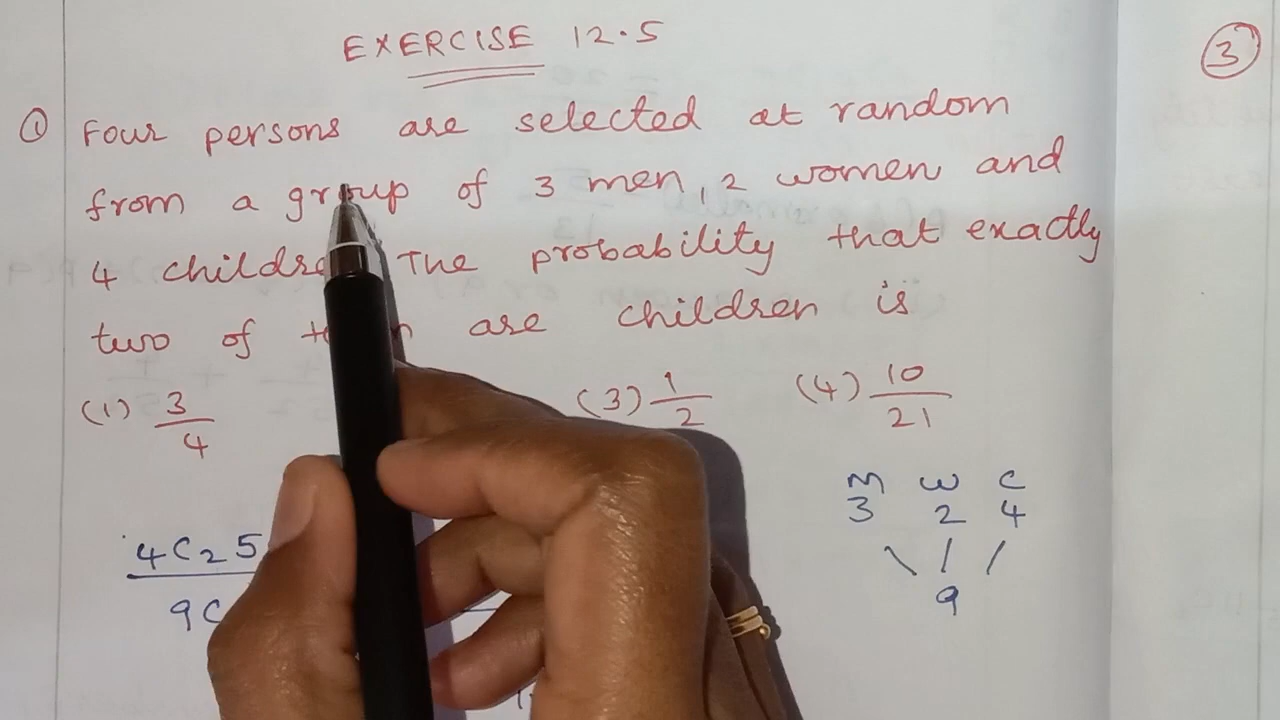 EXERCISE 12.5
3
① Four persons are selected at random
from a group of 3 men, 2 women and
4 The probability that exactly
two of are children is
(1) 3/4 (3) 1/2 (4) 10/21
M W C
3 2 4
\ | /
9
4C2 5
9C